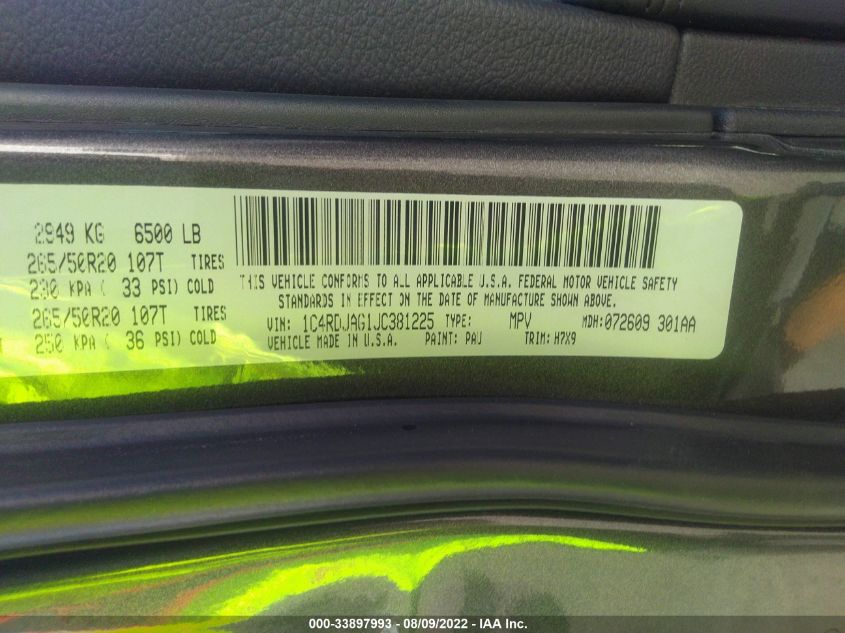 2949 KG 6500 LB
265/50R20 107T TIRES
230 KPA ( 33 PSI) COLD
265/50R20 107T TIRES
250 KPA ( 36 PSI) COLD
THIS VEHICLE CONFORMS TO ALL APPLICABLE U.S.A. FEDERAL MOTOR VEHICLE SAFETY
STANDARDS IN EFFECT ON THE DATE OF MANUFACTURE SHOWN ABOVE.
VIN: 1C4RDJAG1JC381225 TYPE: MPV MDH: 072609 301AA
VEHICLE MADE IN U.S.A. PAINT: PAU TRIM: H7X9
000-33897993 - 08/09/2022 - IAA Inc.